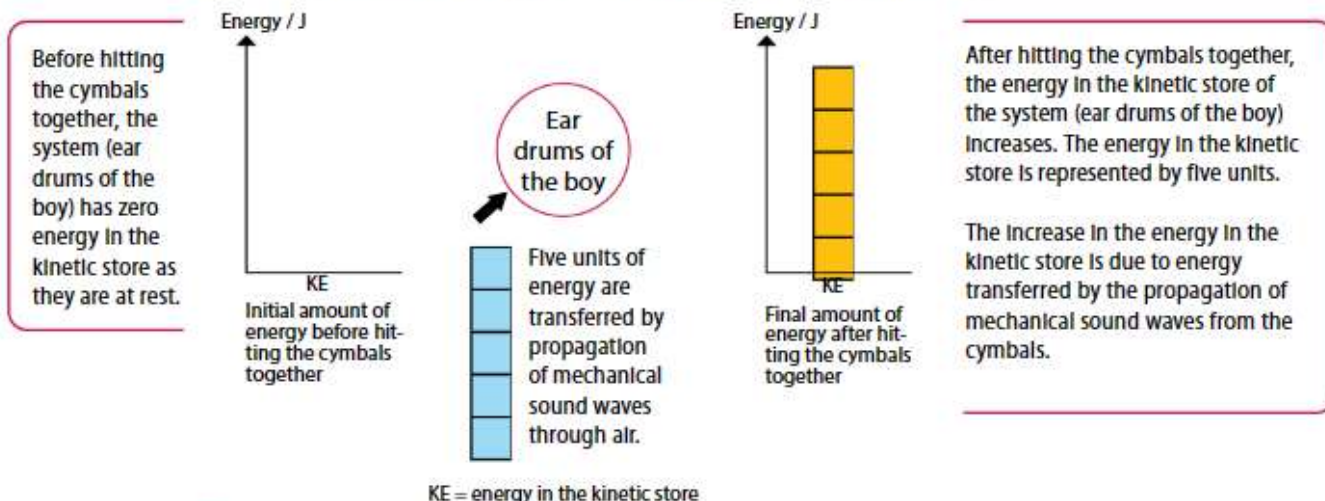 Before hitting
the cymbals
together, the
system (ear
drums of the
boy) has zero
energy in the
kinetic store as
they are at rest.
Energy / J
KE
Initial amount of
energy before hit-
ting the cymbals
together
Ear
drums of
the boy
Five units of
energy are
transferred by
propagation
of mechanical
sound waves
through air.
KE = energy in the kinetic store
Energy / J
KE
Final amount of
energy after hit-
ting the cymbals
together
After hitting the cymbals together,
the energy in the kinetic store of
the system (ear drums of the boy)
increases. The energy in the kinetic
store is represented by five units.
The increase in the energy in the
kinetic store is due to energy
transferred by the propagation of
mechanical sound waves from the
cymbals.